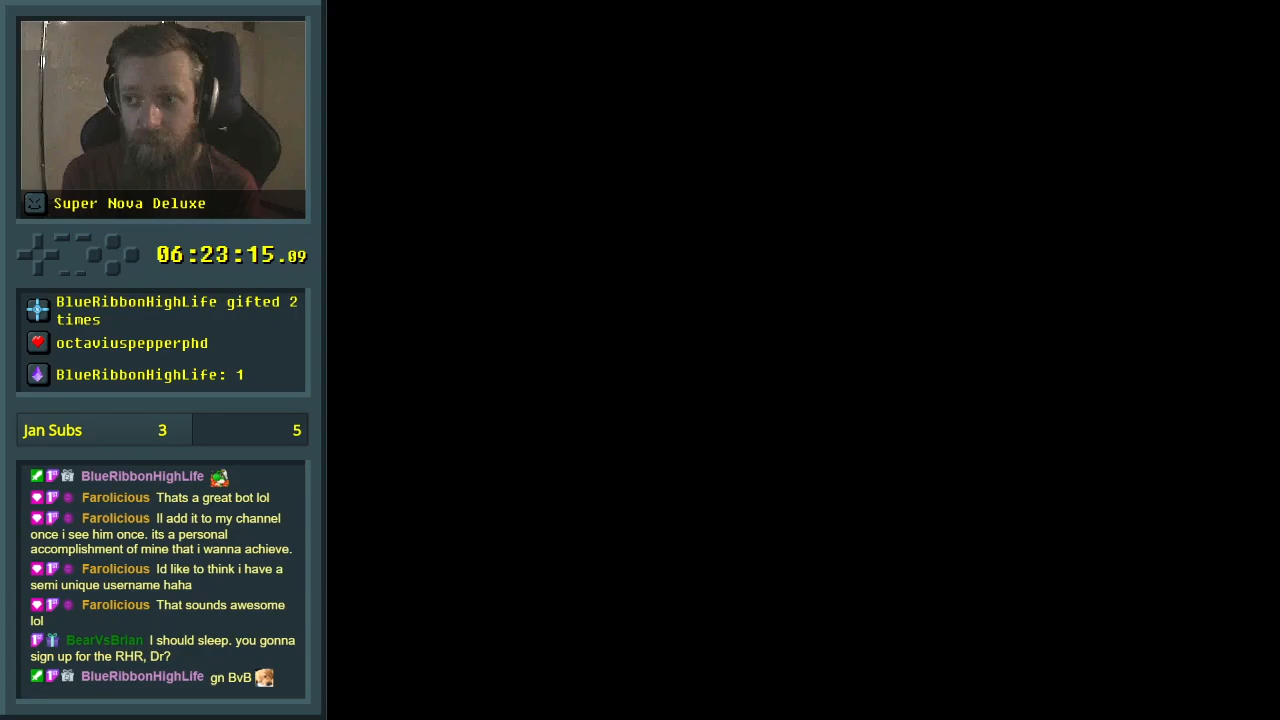 Super Nova Deluxe
06:23:15.09
BlueRibbonHighLife gifted 2
times
octaviuspepperphd
BlueRibbonHighLife: 1
Jan Subs 3 5
BlueRibbonHighLife
Farolicious Thats a great bot lol
Farolicious Il add it to my channel
once i see him once. its a personal
accomplishment of mine that i wanna achieve.
Farolicious Id like to think i have a
semi unique username haha
Farolicious That sounds awesome
lol
BearVsBrian I should sleep. you gonna
sign up for the RHR, Dr?
BlueRibbonHighLife gn BvB